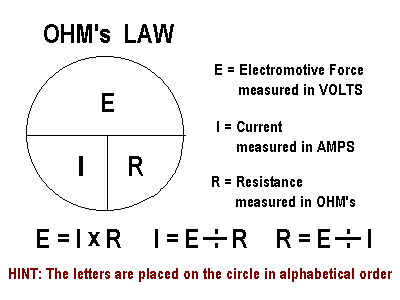 OHM's LAW
E
I R
E = Electromotive Force
measured in VOLTS
I = Current
measured in AMPS
R = Resistance
measured in OHM's
E = I x R I = E ÷ R R = E ÷ I
HINT: The letters are placed on the circle in alphabetical order